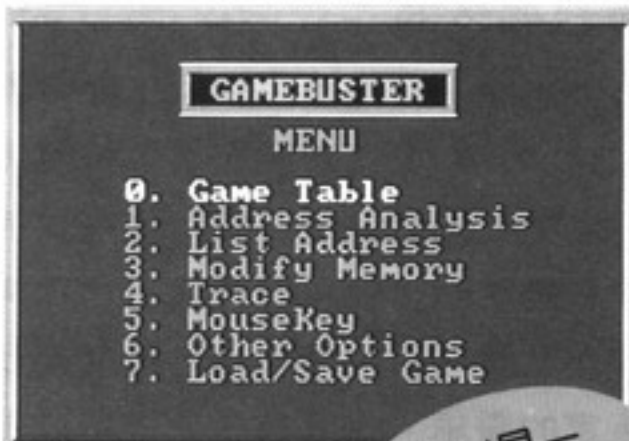 GAMEBUSTER
MENU
0. Game Table
1. Address Analysis
2. List Address
3. Modify Memory
4. Trace
5. MouseKey
6. Other Options
7. Load/Save Game